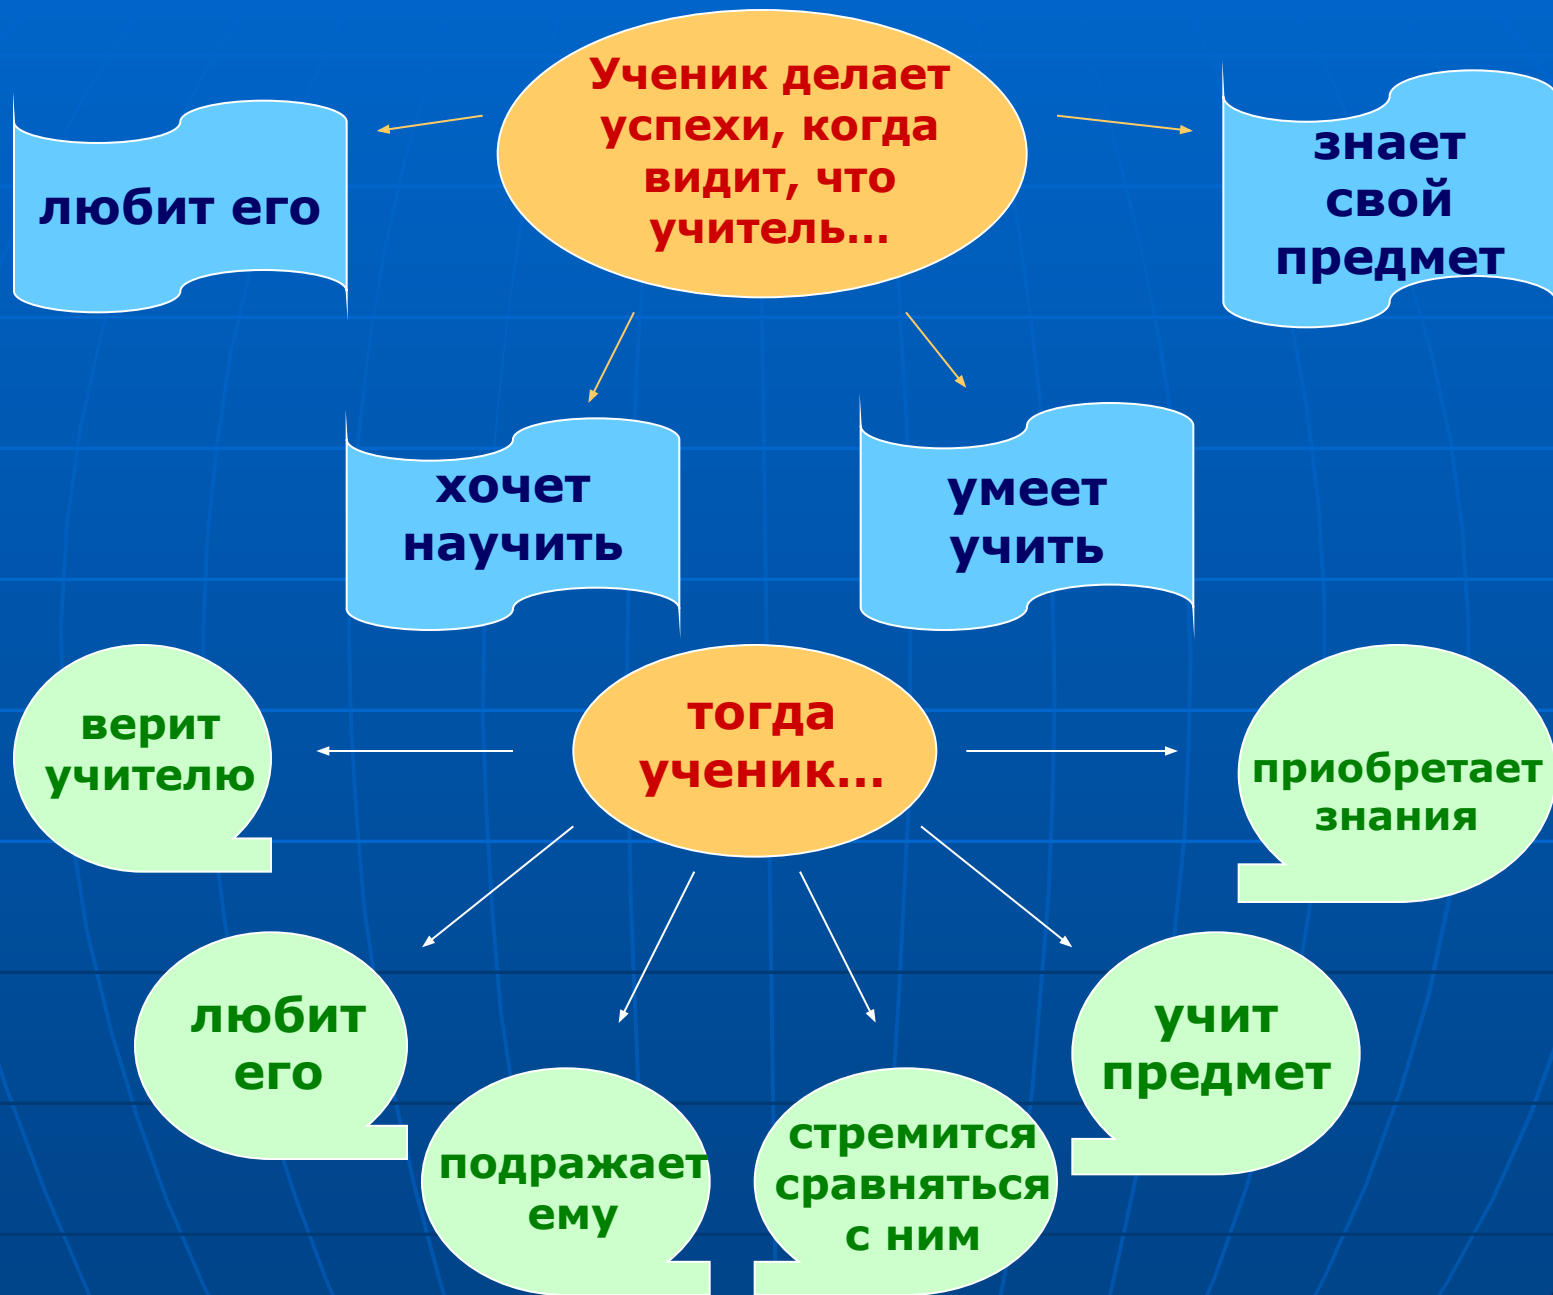 Ученик делает
успехи, когда
видит, что
учитель...
любит его
знает
свой
предмет
хочет
научить
умеет
учить
тогда
ученик...
верит
учителю
приобретает
знания
любит
его
учит
предмет
подражает
ему
стремится
сравняться
с ним